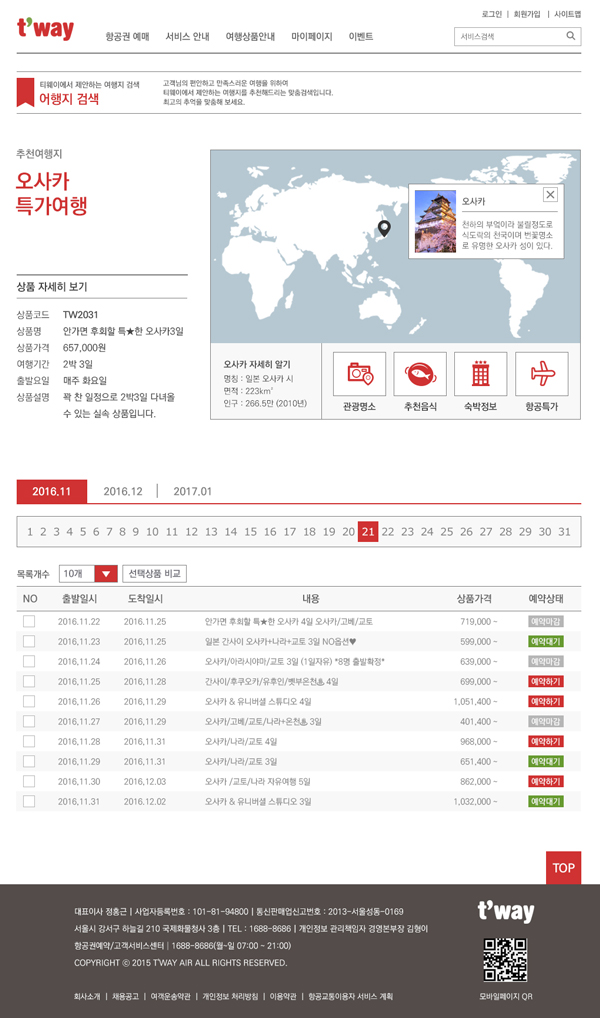 로그인 | 회원가입 | 사이트맵
t'way 항공권 예매 서비스 안내 여행상품안내 마이페이지 이벤트 서비스검색
티웨이에서 제안하는 여행지 검색
여행지 검색
고객님의 편안하고 만족스러운 여행을 위하여
티웨이에서 제안하는 여행지를 추천해드리는 맞춤검색입니다.
최고의 추억을 맞춤해 보세요.
추천여행지
오사카
특가여행
오사카
천하의 부엌이라 불릴정도로
식도락의 천국이며 벚꽃명소
로 유명한 오사카 성이 있다.
상품 자세히 보기
상품코드 TW2031
상품명 인가면 후회할 특★한 오사카3일
상품가격 657,000원
여행기간 2박 3일
출발요일 매주 화요일
상품설명 꽉 찬 일정으로 2박3일 다녀올
수 있는 실속 상품입니다.
오사카 자세히 알기
명칭 : 일본 오사카 시
면적 : 223km²
인구 : 266.5만 (2010년)
관광명소 추천음식 숙박정보 항공특가
2016.11 2016.12 | 2017.01
1 2 3 4 5 6 7 8 9 10 11 12 13 14 15 16 17 18 19 20 21 22 23 24 25 26 27 28 29 30 31
목록개수 10개 선택상품 비교
NO 출발일시 도착일시 내용 상품가격 예약상태
2016.11.22 2016.11.25 인가면 후회할 특★한 오사카 4일 오사카/고베/교토 719,000 ~ 예약마감
2016.11.23 2016.11.25 일본 간사이 오사카+나라+교토 3일 NO옵션♥ 599,000 ~ 예약대기
2016.11.24 2016.11.26 오사카/아라시야마/교토 3일 (1일자유) *8명 출발확정* 639,000 ~ 예약마감
2016.11.25 2016.11.28 간사이/후쿠오카/유후인/벳부온천♨ 4일 699,000 ~ 예약하기
2016.11.26 2016.11.29 오사카 & 유니버셜 스튜디오 4일 1,051,400 ~ 예약하기
2016.11.27 2016.11.29 오사카/고베/교토/나라+온천♨ 3일 401,400 ~ 예약마감
2016.11.28 2016.11.31 오사카/나라/교토 4일 968,000 ~ 예약하기
2016.11.29 2016.11.31 오사카/나라/교토 3일 651,400 ~ 예약대기
2016.11.30 2016.12.03 오사카 /교토/나라 자유여행 5일 862,000 ~ 예약하기
2016.11.31 2016.12.02 오사카 & 유니버셜 스튜디오 3일 1,032,000 ~ 예약대기
TOP
대표이사 정홍근 | 사업자등록번호 : 101-81-94800 | 통신판매업신고번호 : 2013-서울성동-0169
서울시 강서구 하늘길 210 국제화물청사 3층 | TEL : 1688-8686 | 개인정보 관리책임자 경영본부장 김형이
항공권예약/고객서비스센터 | 1688-8686(월~일 07:00 ~ 21:00)
COPYRIGHT ⓒ 2015 T'WAY AIR ALL RIGHTS RESERVED.
회사소개 | 채용공고 | 여객운송약관 | 개인정보 처리방침 | 이용약관 | 항공교통이용자 서비스 계획
t'way
모바일페이지 QR